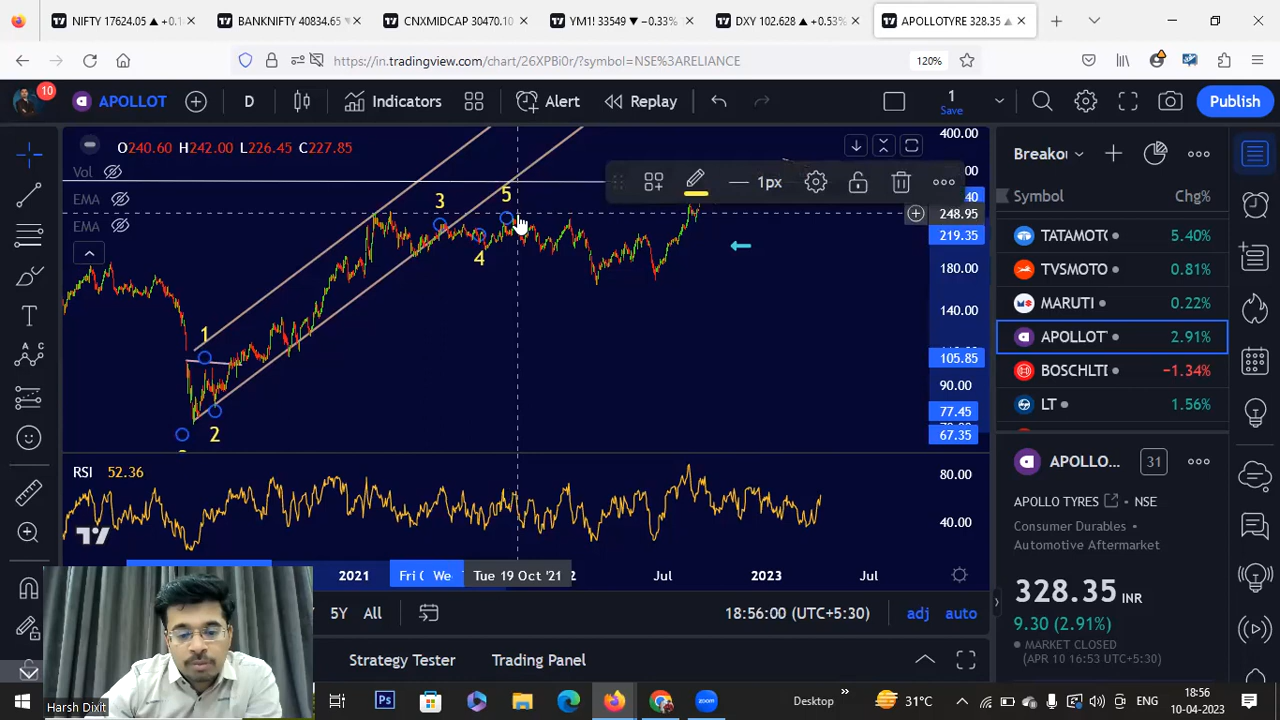 NIFTY 17624.05 ▲ +0.1
BANKNIFTY 40834.65
CNXMIDCAP 30470.10
YM1! 33549 ▼ −0.33%
DXY 102.628 ▲ +0.53%
APOLLOTYRE 328.35
https://in.tradingview.com/chart/26XPBi0r/?symbol=NSE%3ARELIANCE
120%
10
APOLLOT
D
Indicators
Alert
Replay
1
Save
Publish
O240.60 H242.00 L226.45 C227.85
Vol
EMA
EMA
1px
400.00
40
248.95
219.35
180.00
140.00
105.85
90.00
77.45
67.35
1
2
3
4
5
RSI 52.36
80.00
40.00
2021
Fri (
We
Tue 19 Oct '21
2
Jul
2023
Jul
5Y
All
18:56:00 (UTC+5:30)
adj
auto
Strategy Tester
Trading Panel
Breakou
Symbol
Chg%
TATAMOT(
5.40%
TVSMOTO
0.81%
MARUTI
0.22%
APOLLOT
2.91%
BOSCHLTI
−1.34%
LT
1.56%
APOLLO...
31
APOLLO TYRES
NSE
Consumer Durables •
Automotive Aftermarket
328.35 INR
9.30 (2.91%)
MARKET CLOSED
(APR 10 16:53 UTC+5:30)
Harsh Dixit
Ps
zoom
Desktop
31°C
ENG
18:56
10-04-2023